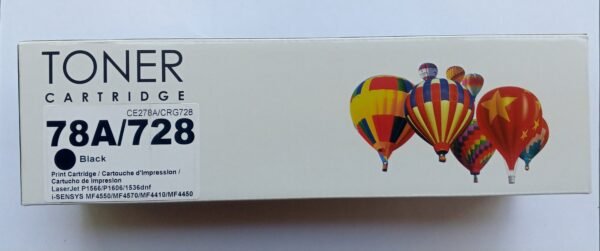 TONER
CARTRIDGE
CE278A/CRG728
78A/728
Black
Print Cartridge / Cartouche d'impression /
Cartucho de impresion
LaserJet P1566/P1606/1536dnf
i-SENSYS MF4550/MF4570/MF4410/MF4450